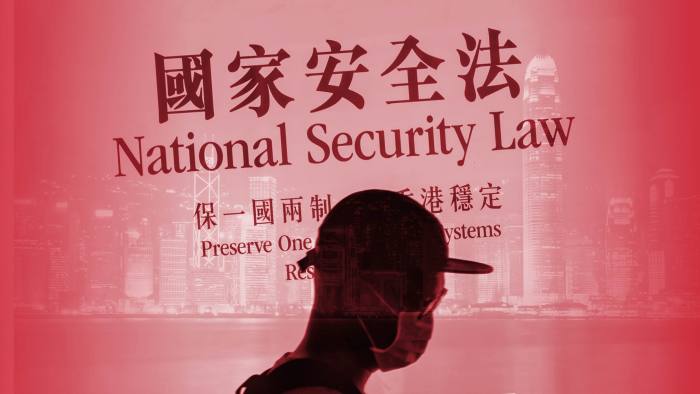 國家安全法
National Security Law
保一國兩制 香港穩定
Preserve One Systems
Res